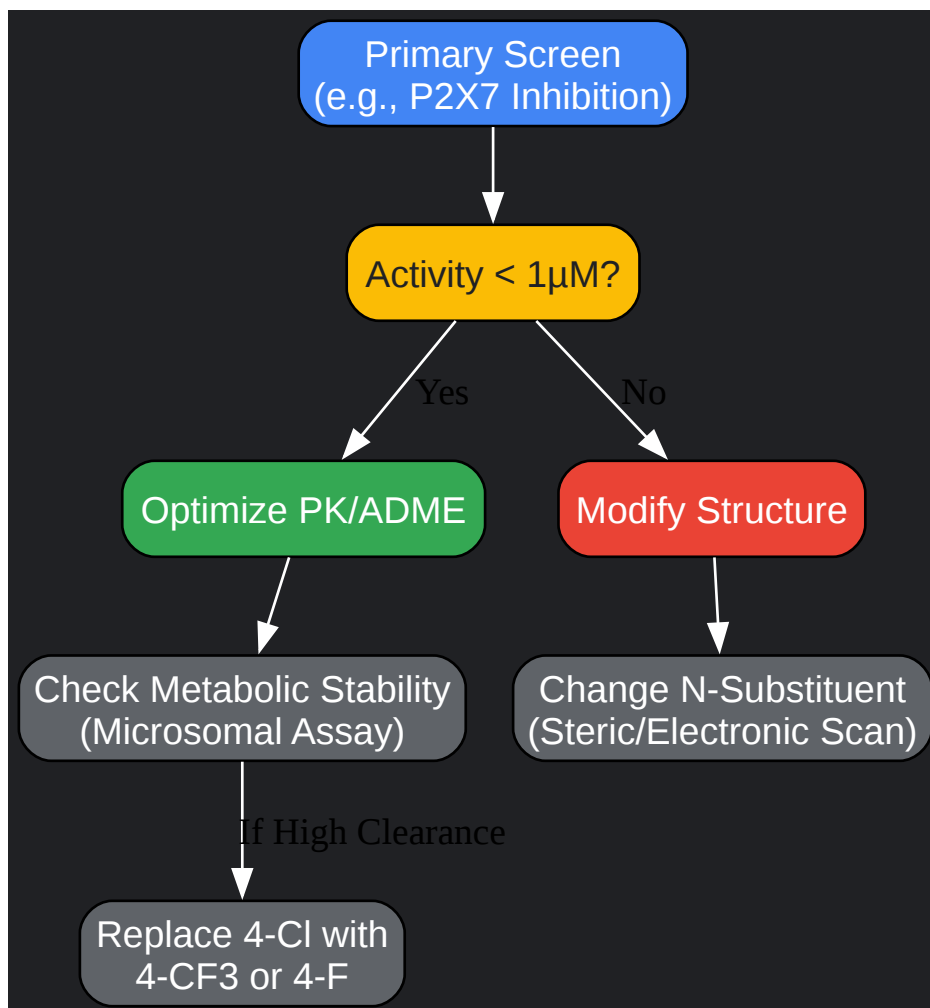 Primary Screen
(e.g., P2X7 Inhibition)
Activity < 1µM?
Yes
No
Optimize PK/ADME
Modify Structure
Check Metabolic Stability
(Microsomal Assay)
Change N-Substituent
(Steric/Electronic Scan)
If High Clearance
Replace 4-Cl with
4-CF3 or 4-F